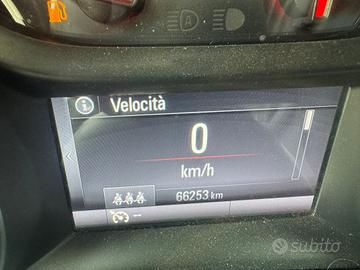 A
i Velocità
0
km/h
66253 km
--
subito